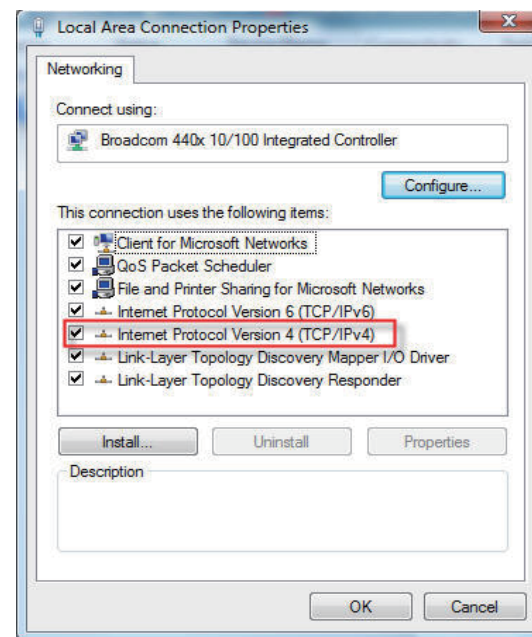 Local Area Connection Properties
Networking
Connect using:
Broadcom 440x 10/100 Integrated Controller
Configure...
This connection uses the following items:
Client for Microsoft Networks
QoS Packet Scheduler
File and Printer Sharing for Microsoft Networks
Internet Protocol Version 6 (TCP/IPv6)
Internet Protocol Version 4 (TCP/IPv4)
Link-Layer Topology Discovery Mapper I/O Driver
Link-Layer Topology Discovery Responder
Install... Uninstall Properties
Description
OK Cancel